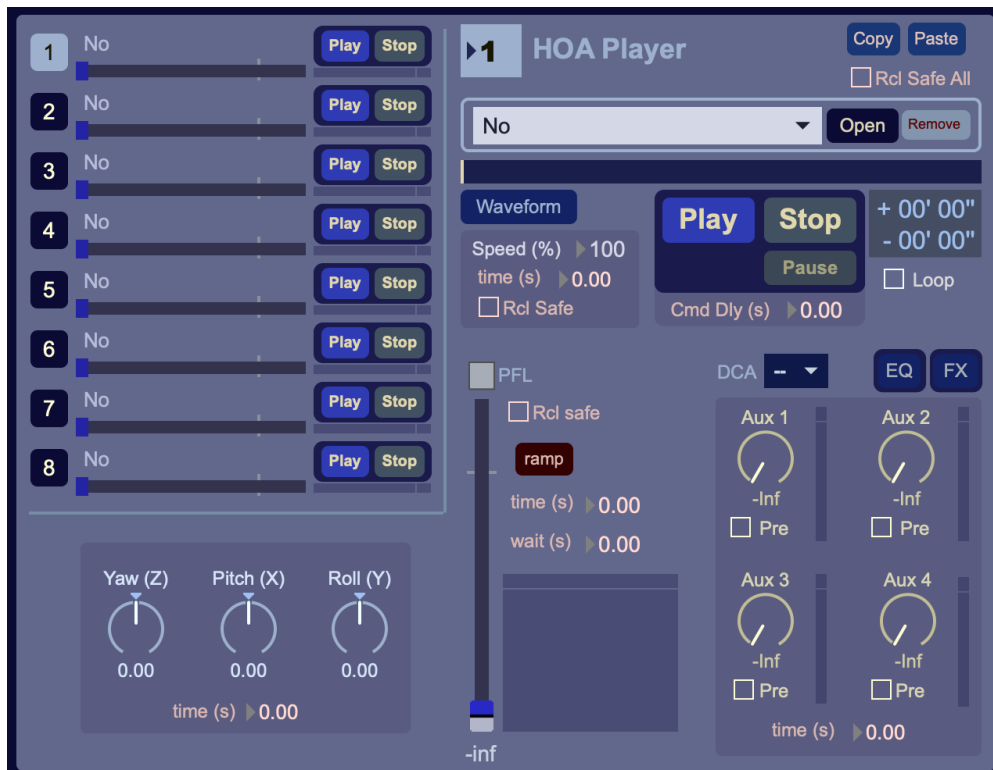 1 No Play Stop
2 No Play Stop
3 No Play Stop
4 No Play Stop
5 No Play Stop
6 No Play Stop
7 No Play Stop
8 No Play Stop
Yaw (Z) Pitch (X) Roll (Y)
0.00 0.00 0.00
time (s) 0.00
1 HOA Player Copy Paste
Rcl Safe All
No Open Remove
Waveform
Speed (%) 100
time (s) 0.00
Rcl Safe
Play Stop
Pause
Cmd Dly (s) 0.00
+ 00' 00"
- 00' 00"
Loop
PFL
Rcl safe
ramp
time (s) 0.00
wait (s) 0.00
-inf
DCA -- EQ FX
Aux 1 Aux 2
-Inf -Inf
Pre Pre
Aux 3 Aux 4
-Inf -Inf
Pre Pre
time (s) 0.00